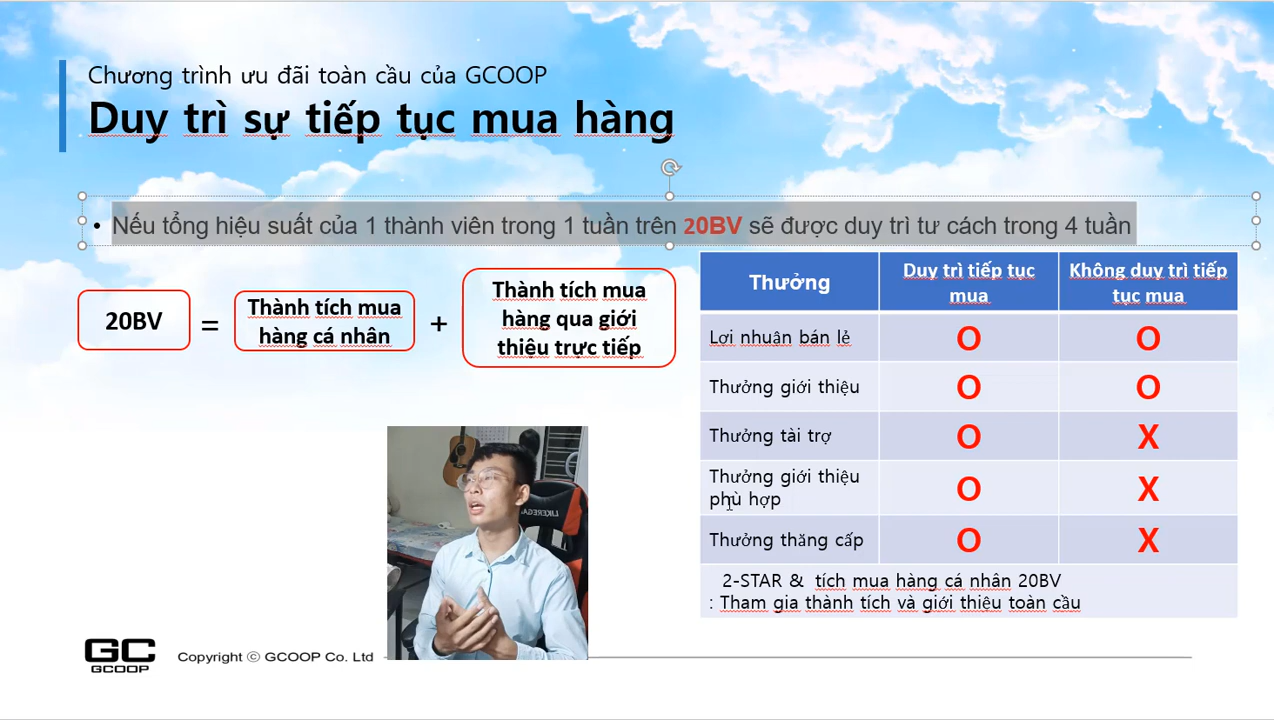 Chương trình ưu đãi toàn cầu của GCOOP
Duy trì sự tiếp tục mua hàng
• Nếu tổng hiệu suất của 1 thành viên trong 1 tuần trên 20BV sẽ được duy trì tư cách trong 4 tuần
20BV
=
Thành tích mua
hàng cá nhân
+
Thành tích mua
hàng qua giới
thiệu trực tiếp
Thưởng
Duy trì tiếp tục
mua
Không duy trì tiếp
tục mua
Lợi nhuận bán lẻ O O
Thưởng giới thiệu O O
Thưởng tài trợ O X
Thưởng giới thiệu
phù hợp O X
Thưởng thăng cấp O X
2-STAR & tích mua hàng cá nhân 20BV
: Tham gia thành tích và giới thiệu toàn cầu
GC
GCOOP
Copyright ⓒ GCOOP Co. Ltd